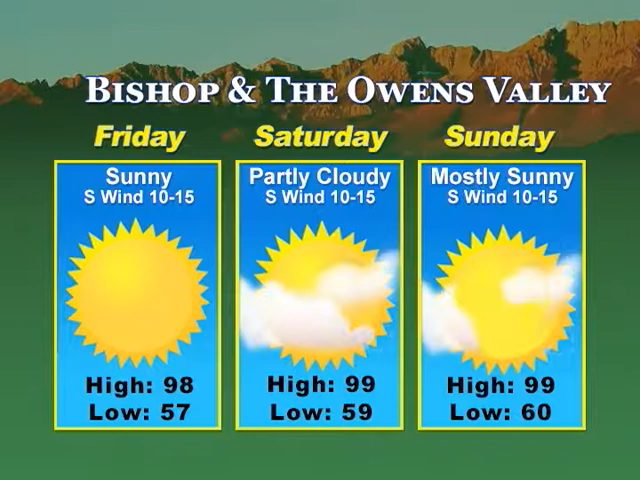 BISHOP & THE OWENS VALLEY
Friday
Saturday
Sunday
Sunny
S Wind 10-15
High: 98
Low: 57
Partly Cloudy
S Wind 10-15
High: 99
Low: 59
Mostly Sunny
S Wind 10-15
High: 99
Low: 60